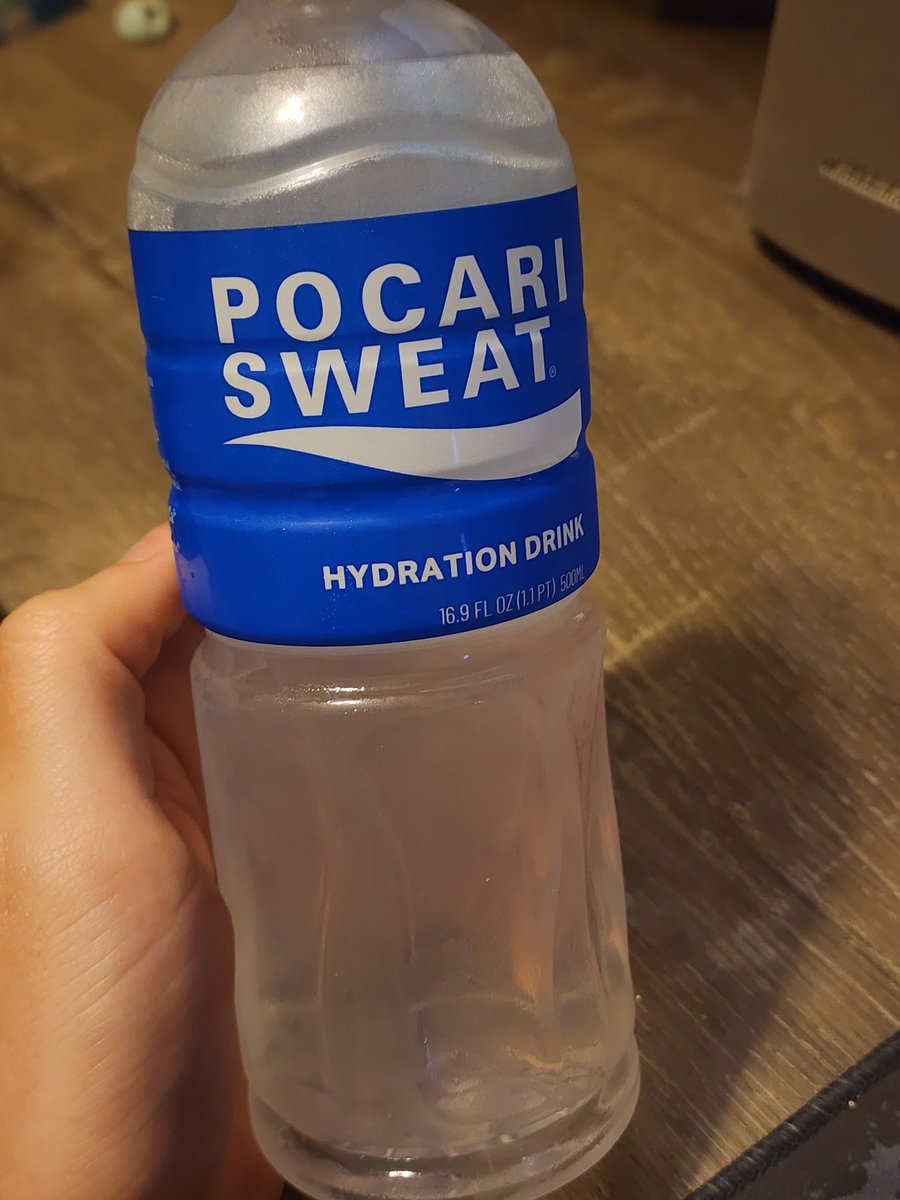 POCARI
SWEAT®
HYDRATION DRINK
16.9 FL OZ (1.1 PT) 500ML